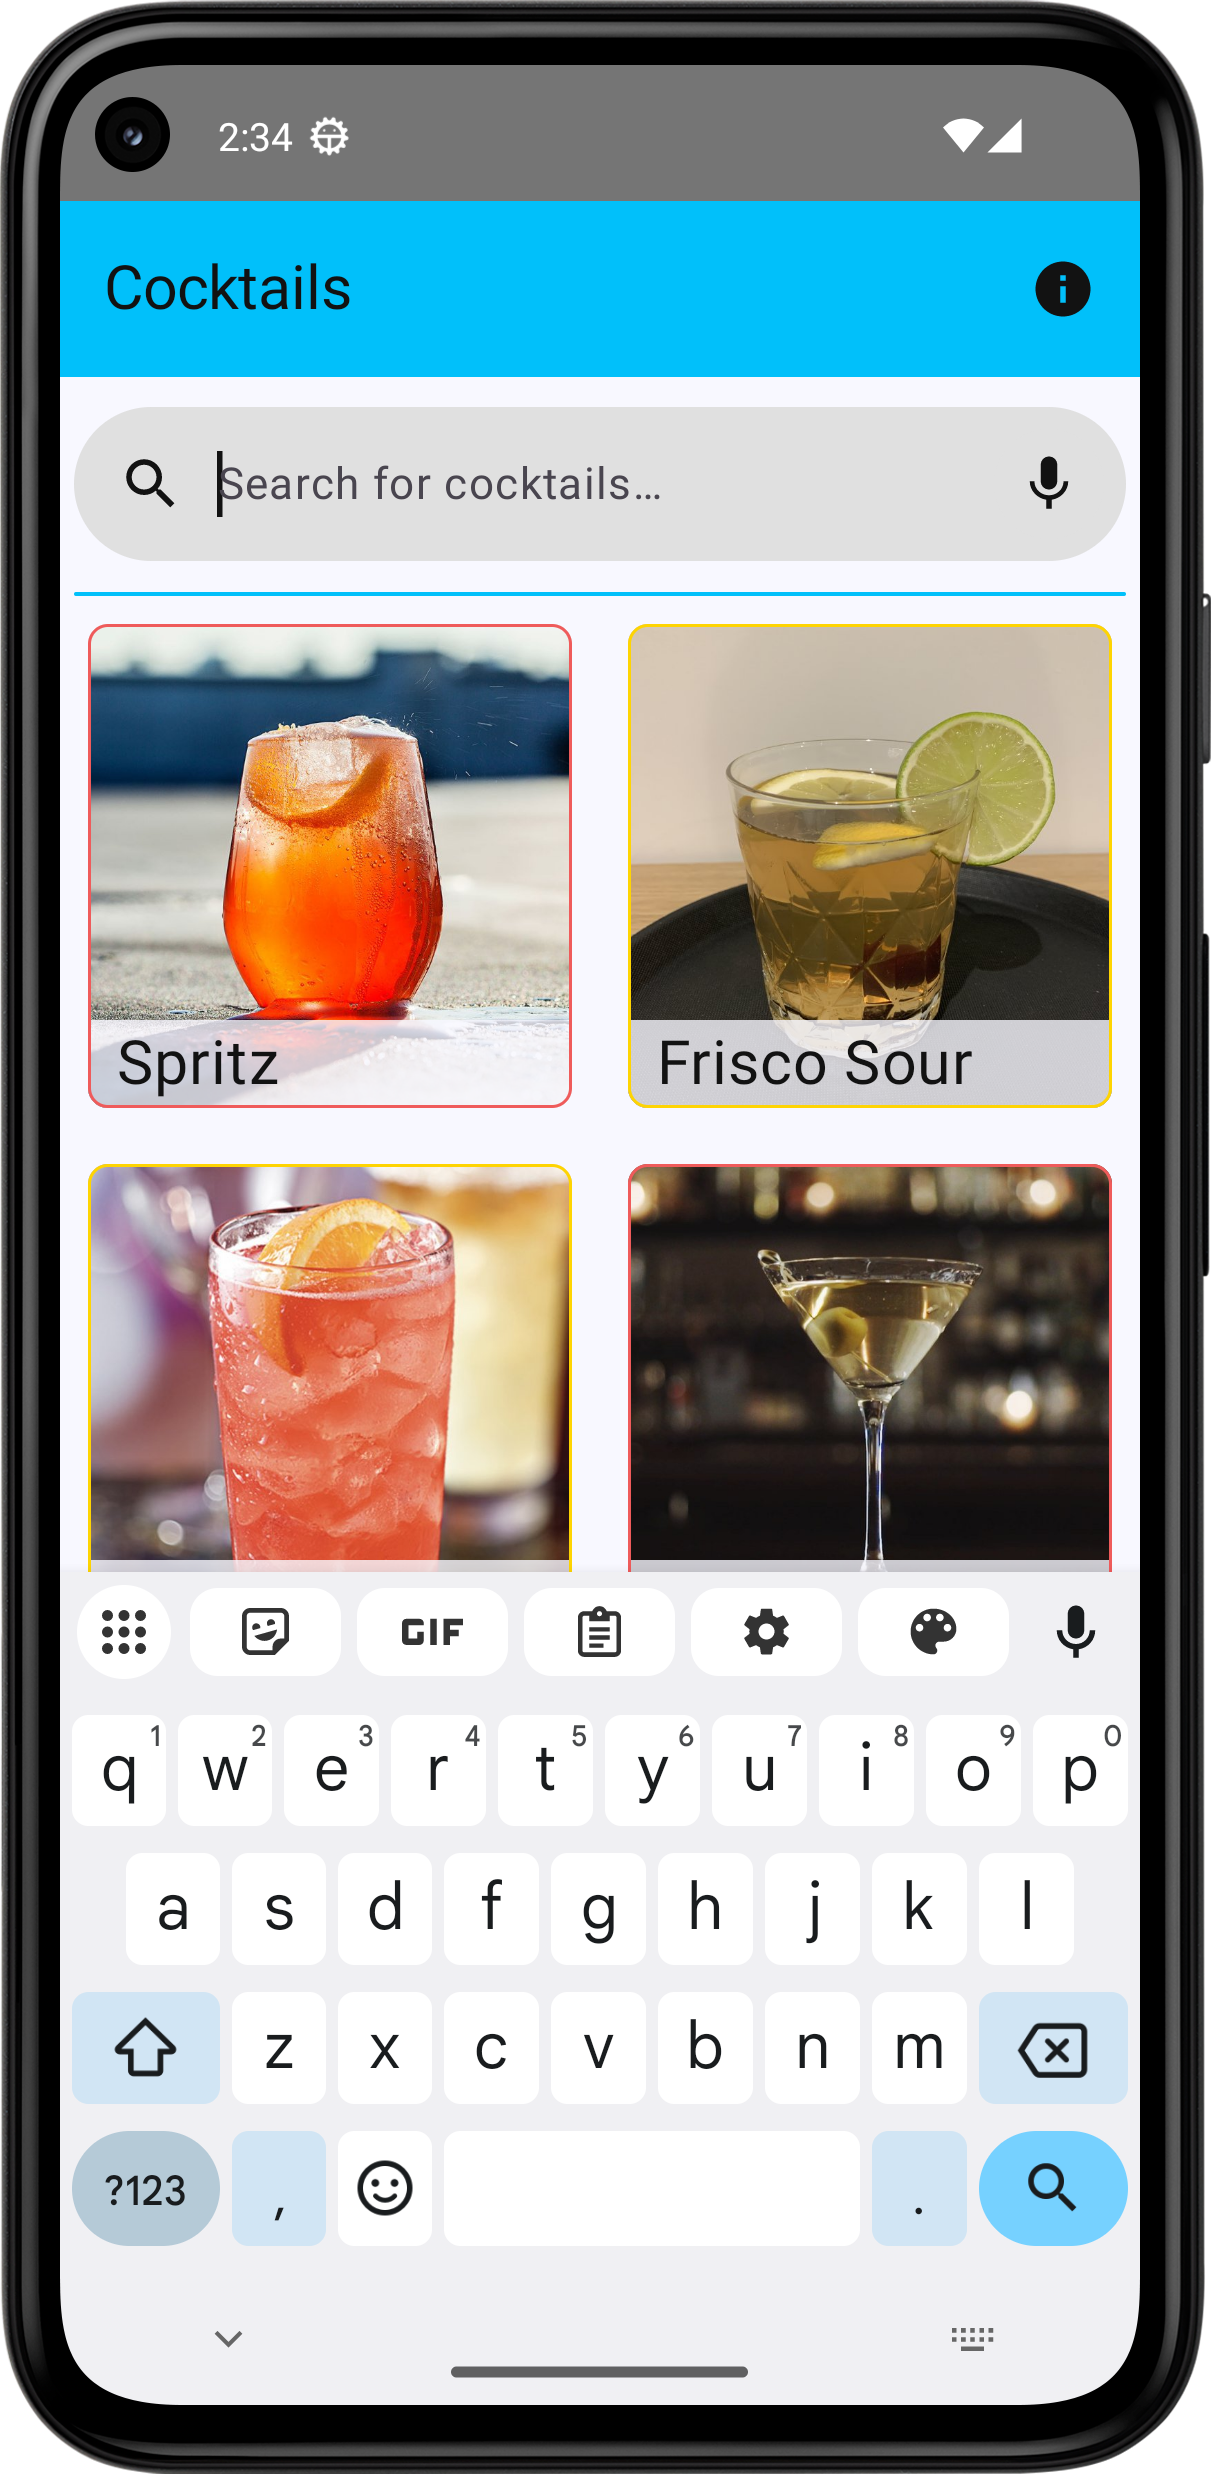 2:34
Cocktails
Search for cocktails...
Spritz
Frisco Sour
GIF
1 2 3 4 5 6 7 8 9 0
q w e r t y u i o p
a s d f g h j k l
z x c v b n m
?123 , .